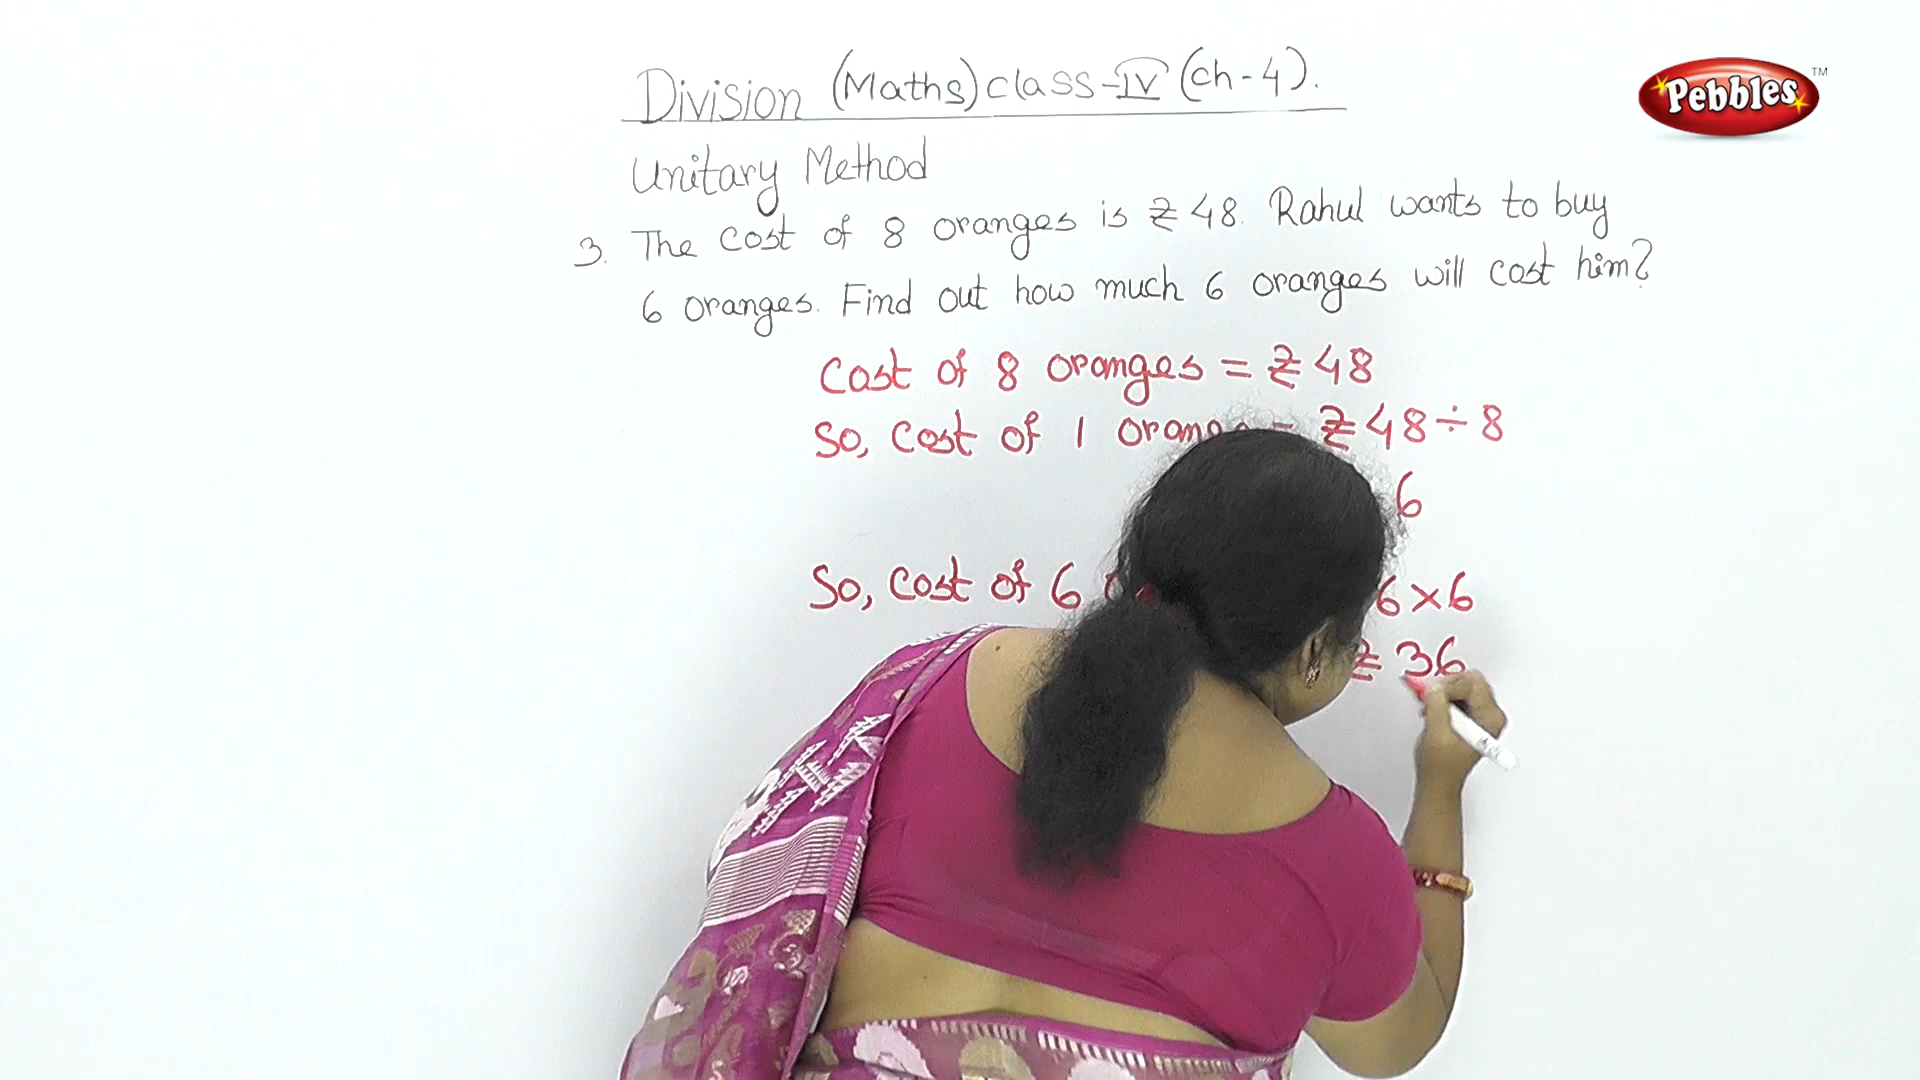 Division (Maths) class-IV (ch-4).
Pebbles™
Unitary Method
3. The cost of 8 oranges is ₹ 48. Rahul wants to buy
6 oranges. Find out how much 6 oranges will cost him?
Cost of 8 oranges = ₹ 48
So, cost of 1 = ₹ 48 ÷ 8
6
So, cost of 6 6 × 6
₹ 36